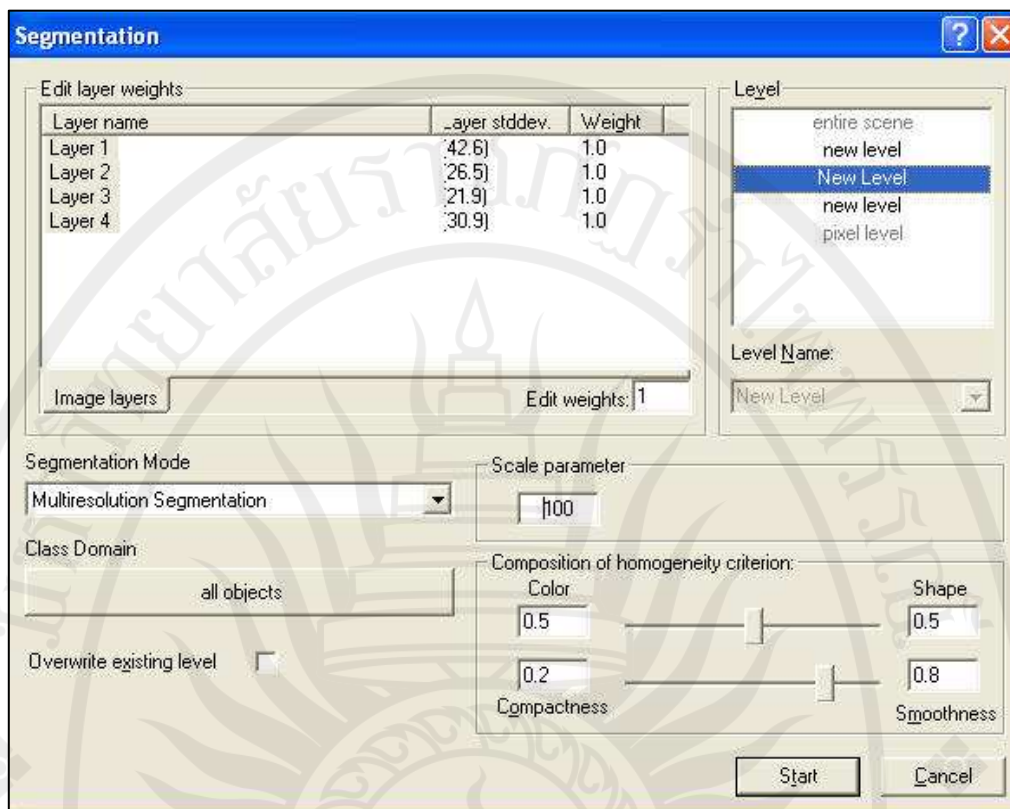 Segmentation
Edit layer weights
Layer name Layer stddev. Weight
Layer 1 (42.6) 1.0
Layer 2 (26.5) 1.0
Layer 3 (21.9) 1.0
Layer 4 (30.9) 1.0
Image layers
Edit weights: 1
Level
entire scene
new level
New Level
new level
pixel level
Level Name:
New Level
Segmentation Mode
Multiresolution Segmentation
Class Domain
all objects
Overwrite existing level
Scale parameter
100
Composition of homogeneity criterion:
Color Shape
0.5 0.5
0.2 0.8
Compactness Smoothness
Start Cancel